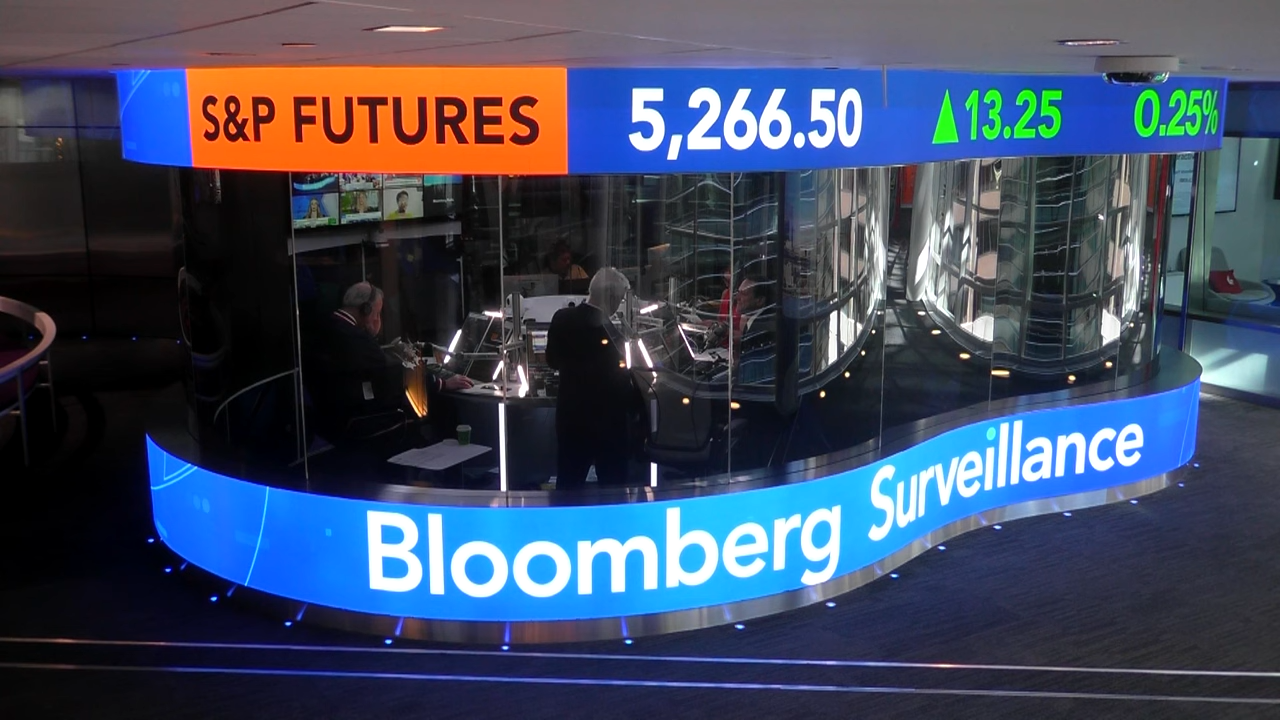 S&P FUTURES 5,266.50 ▲13.25 0.25%
Bloomberg Surveillance